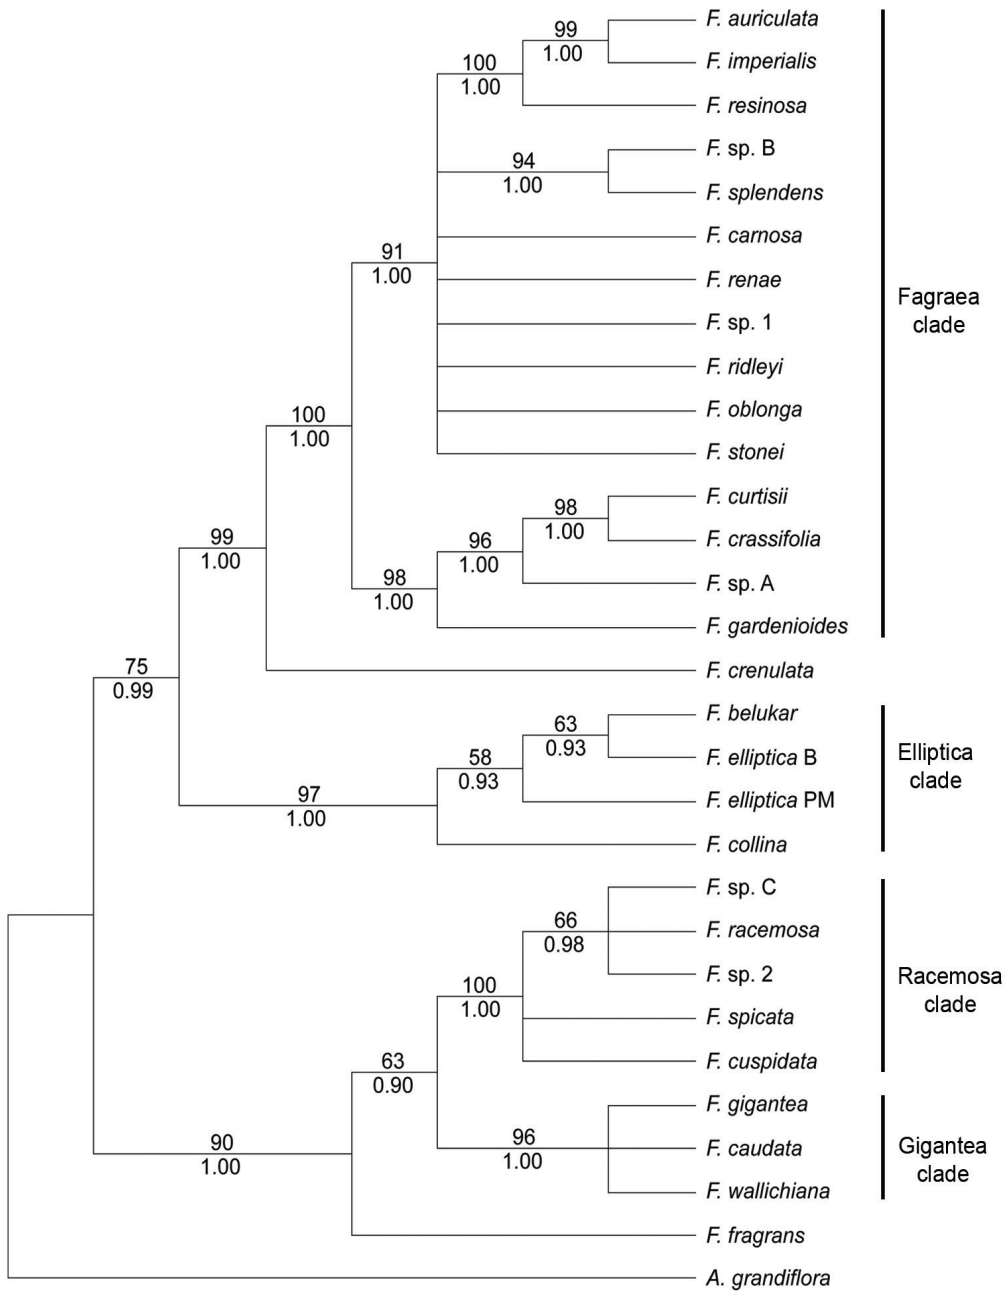 F. auriculata
99
1.00
F. imperialis
100
1.00
F. resinosa
F. sp. B
94
1.00
F. splendens
F. carnosa
91
1.00
F. renae
Fagraea
clade
F. sp. 1
F. ridleyi
F. oblonga
100
1.00
F. stonei
F. curtisii
98
1.00
F. crassifolia
96
1.00
99
1.00
F. sp. A
98
1.00
F. gardenioides
F. crenulata
75
0.99
F. belukar
63
0.93
F. elliptica B
Elliptica
clade
58
0.93
F. elliptica PM
97
1.00
F. collina
F. sp. C
66
0.98
F. racemosa
F. sp. 2
Racemosa
clade
100
1.00
F. spicata
F. cuspidata
63
0.90
F. gigantea
96
1.00
F. caudata
Gigantea
clade
90
1.00
F. wallichiana
F. fragrans
A. grandiflora